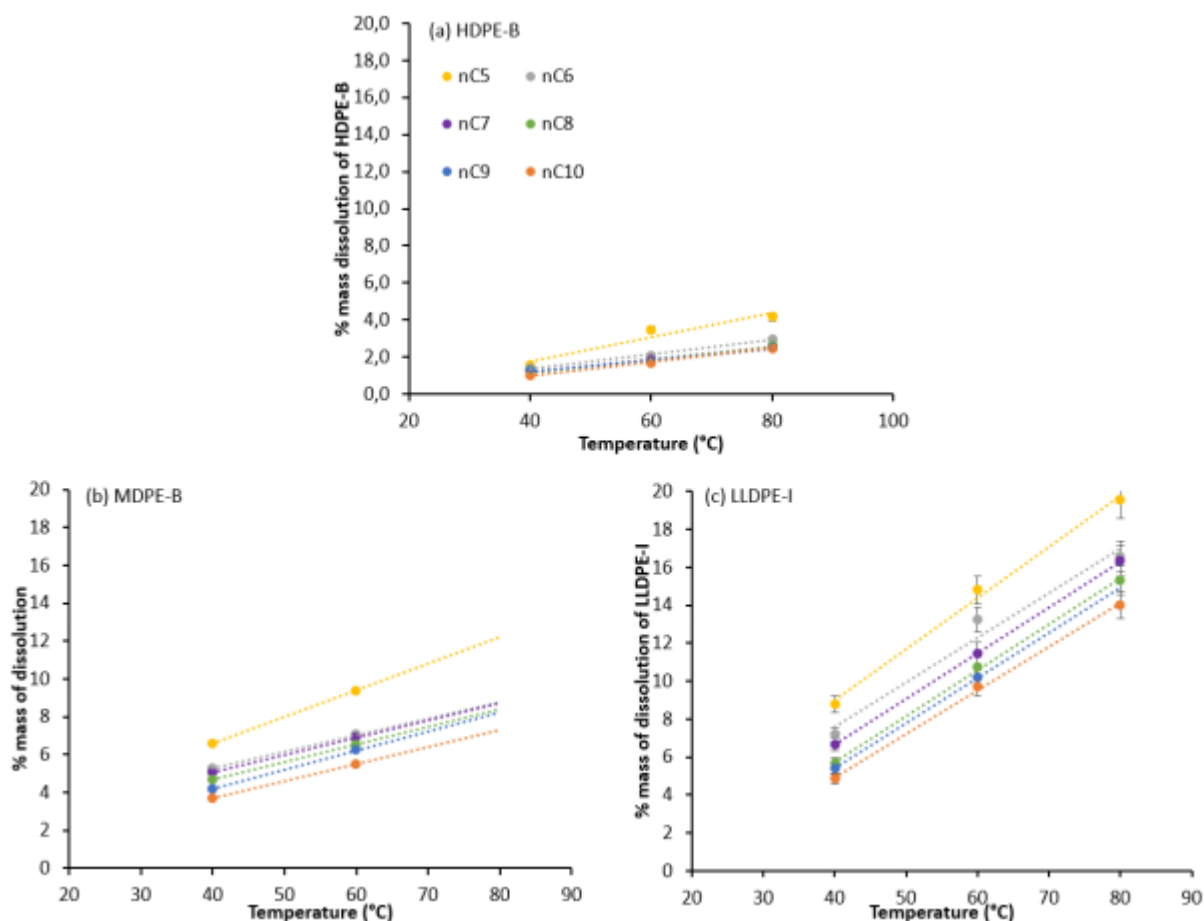 (a) HDPE-B
nC5 nC6
nC7 nC8
nC9 nC10
% mass dissolution of HDPE-B
20,0
18,0
16,0
14,0
12,0
10,0
8,0
6,0
4,0
2,0
0,0
20 40 60 80 100
Temperature (°C)
(b) MDPE-B
% mass of dissolution
20
18
16
14
12
10
8
6
4
2
0
20 30 40 50 60 70 80 90
Temperature (°C)
(c) LLDPE-I
% mass of dissolution of LLDPE-I
20
18
16
14
12
10
8
6
4
2
0
20 30 40 50 60 70 80 90
Temperature (°C)